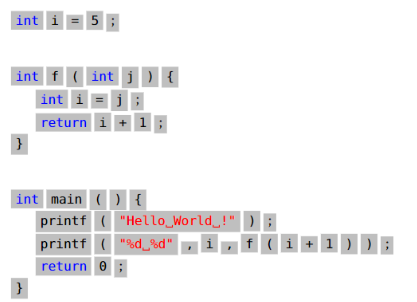 int i = 5 ;
int f ( int j ) {
int i = j ;
return i + 1 ;
}
int main ( ) {
printf ( "Hello␣World␣!" ) ;
printf ( "%d␣%d" , i , f ( i + 1 ) ) ;
return 0 ;
}